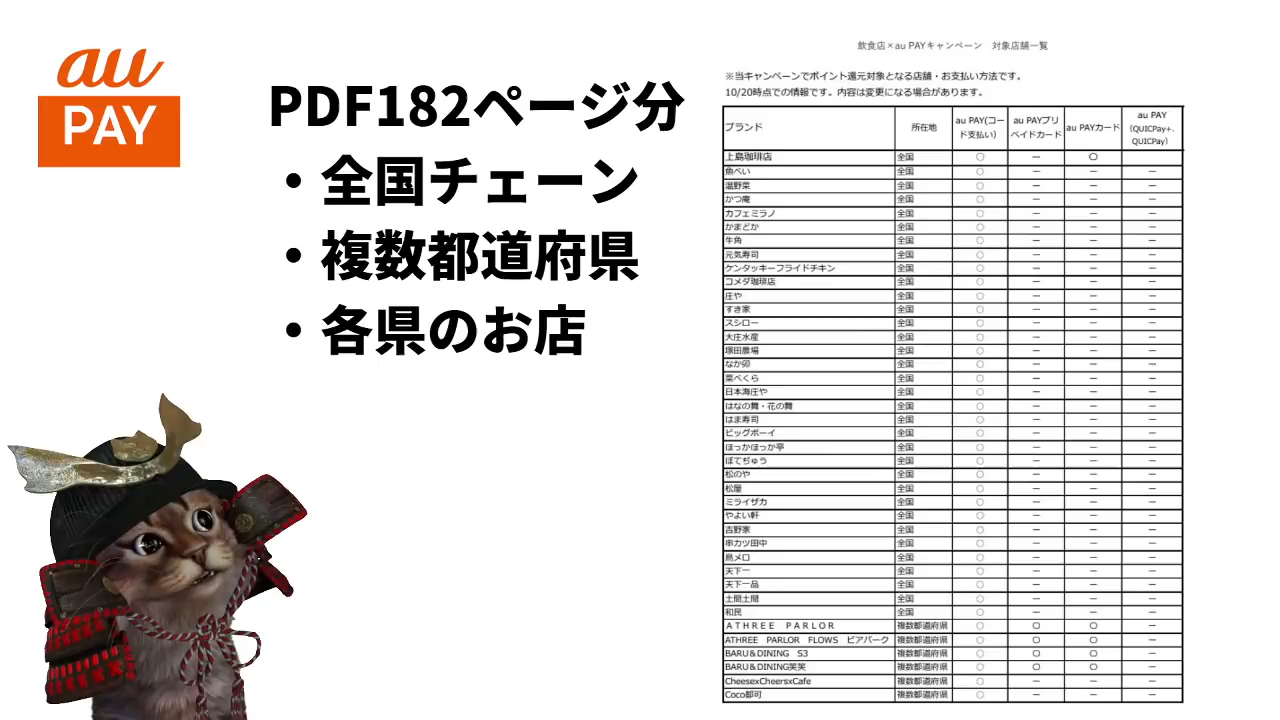 au
PAY
PDF182ページ分
・全国チェーン
・複数都道府県
・各県のお店
飲食店×au PAYキャンペーン 対象店舗一覧
※当キャンペーンでポイント還元対象となる店舗・お支払い方法です。
10/20時点での情報です。内容は変更になる場合があります。
ブランド 所在地 au PAY(コード支払い) au PAYプリペイドカード au PAYカード au PAY (QUICPay+、QUICPay)
上島珈琲店 全国 〇 ー 〇
魚べい 全国 〇 ー ー ー
温野菜 全国 〇 ー ー ー
かつ庵 全国 〇 ー ー ー
カフェミラノ 全国 〇 ー ー ー
かまどか 全国 〇 ー ー ー
牛角 全国 〇 ー ー ー
元気寿司 全国 〇 ー ー ー
ケンタッキーフライドチキン 全国 〇 ー ー ー
コメダ珈琲店 全国 〇 ー ー ー
庄や 全国 〇 ー ー ー
すき家 全国 〇 ー ー ー
スシロー 全国 〇 ー ー ー
大庄水産 全国 〇 ー ー ー
塚田農場 全国 〇 ー ー ー
なか卯 全国 〇 ー ー ー
菜べくら 全国 〇 ー ー ー
日本海庄や 全国 〇 ー ー ー
はなの舞・花の舞 全国 〇 ー ー ー
はま寿司 全国 〇 ー ー ー
ビッグボーイ 全国 〇 ー ー ー
ほっかほっか亭 全国 〇 ー ー ー
ぼてぢゅう 全国 〇 ー ー ー
松のや 全国 〇 ー ー ー
松屋 全国 〇 ー ー ー
ミライザカ 全国 〇 ー ー ー
やよい軒 全国 〇 ー ー ー
吉野家 全国 〇 ー ー ー
串カツ田中 全国 〇 ー ー ー
鳥メロ 全国 〇 ー ー ー
天下一 全国 〇 ー ー ー
天下一品 全国 〇 ー ー ー
土間土間 全国 〇 ー ー ー
和民 全国 〇 ー ー ー
ＡＴＨＲＥＥ ＰＡＲＬＯＲ 複数都道府県 〇 〇 〇 ー
ATHREE PARLOR FLOWS ビアパーク 複数都道府県 〇 〇 〇 ー
BARU＆DINING S3 複数都道府県 〇 〇 〇 ー
BARU＆DINING笑笑 複数都道府県 〇 〇 〇 ー
CheesexCheersxCafe 複数都道府県 〇 ー ー ー
Coco都可 複数都道府県 〇 ー ー ー